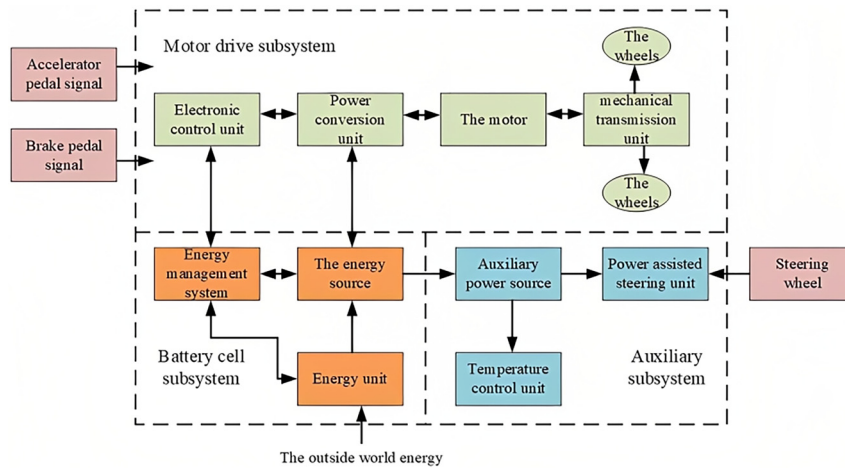 Motor drive subsystem
The
wheels
Accelerator
pedal signal
Electronic
control unit
Power
conversion
unit
The motor
mechanical
transmission
unit
Brake pedal
signal
The
wheels
Energy
management
system
The energy
source
Auxiliary
power source
Power assisted
steering unit
Steering
wheel
Battery cell
subsystem
Energy unit
Temperature
control unit
Auxiliary
subsystem
The outside world energy